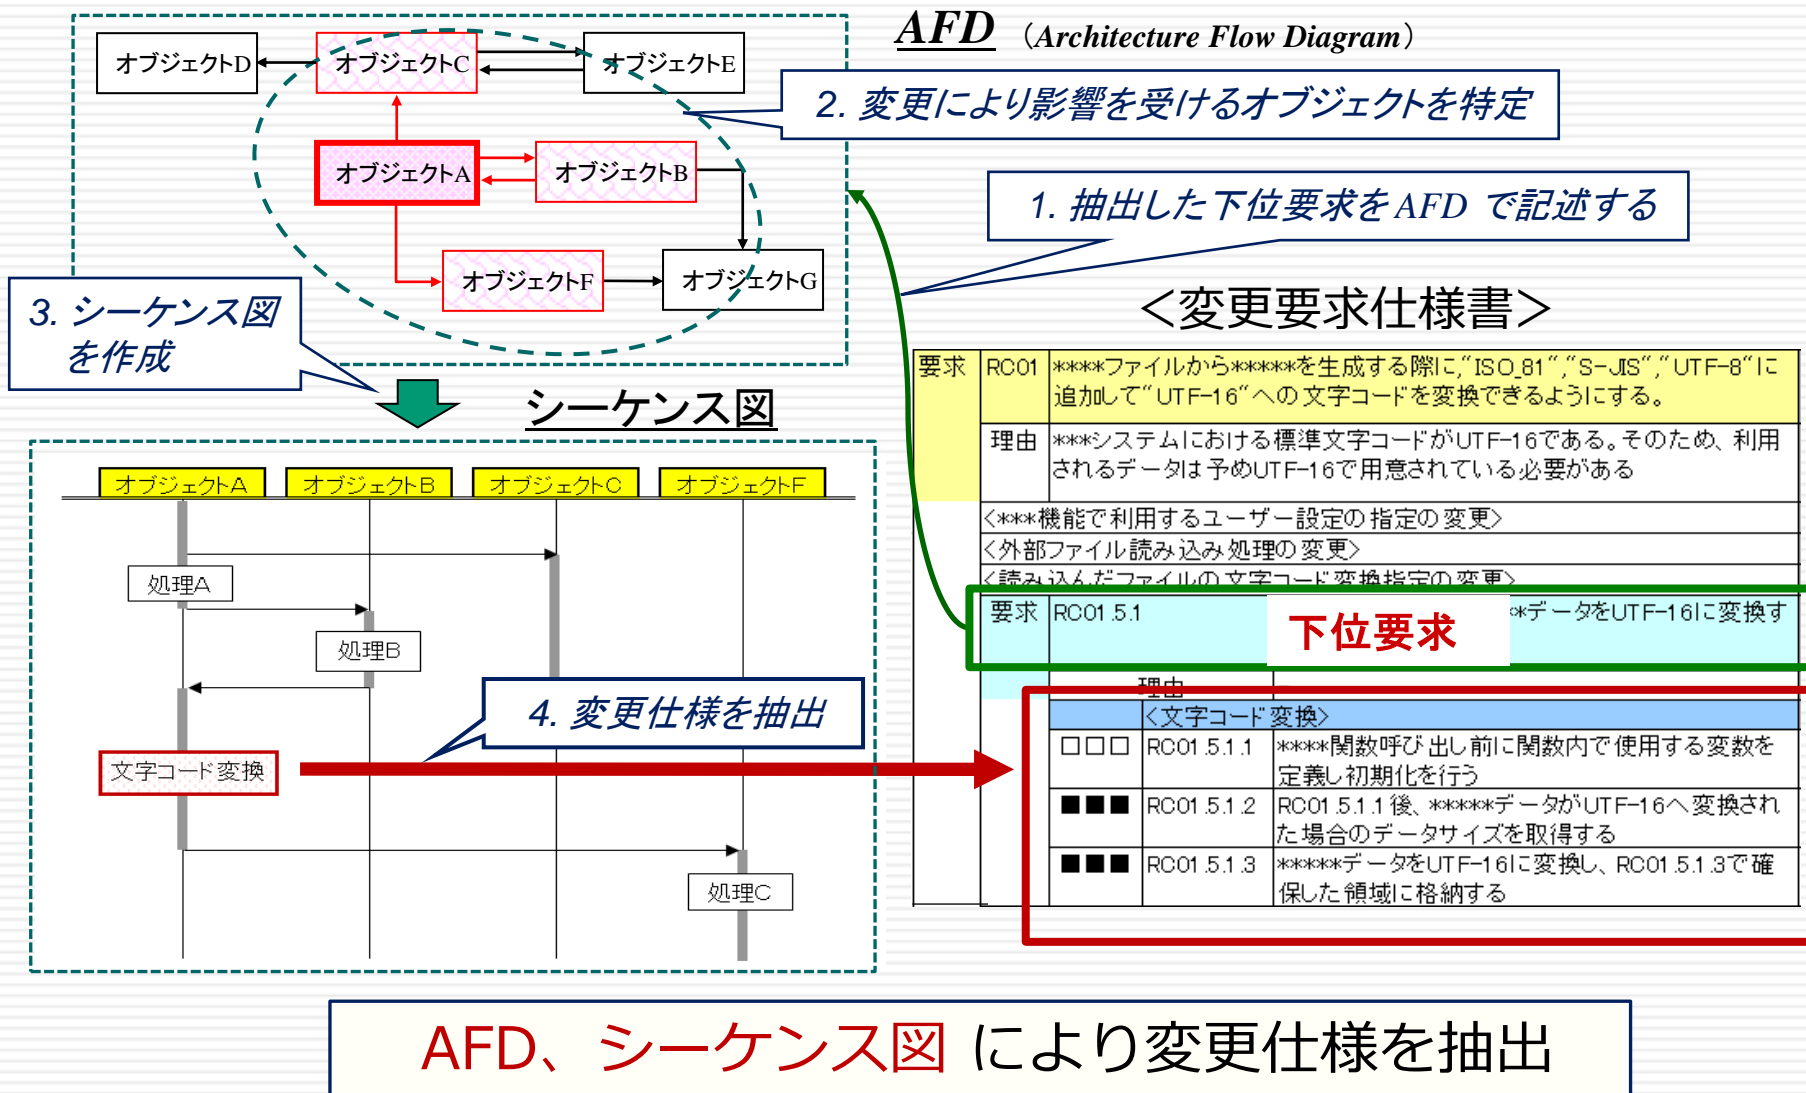 AFD （Architecture Flow Diagram）
オブジェクトD
オブジェクトC
オブジェクトE
2. 変更により影響を受けるオブジェクトを特定
オブジェクトA
オブジェクトB
1. 抽出した下位要求をAFD で記述する
オブジェクトF
オブジェクトG
3. シーケンス図
を作成
シーケンス図
オブジェクトA
オブジェクトB
オブジェクトC
オブジェクトF
処理A
処理B
4. 変更仕様を抽出
文字コード変換
処理C
＜変更要求仕様書＞
要求 RC01 ****ファイルから*****を生成する際に,"ISO_81","S-JIS","UTF-8"に
追加して"UTF-16"への文字コードを変換できるようにする。
理由 ***システムにおける標準文字コードがUTF-16である。そのため、利用
されるデータは予めUTF-16で用意されている必要がある
<***機能で利用するユーザー設定の指定の変更>
<外部ファイル読み込み処理の変更>
<読み込んだファイルの文字コード変換指定の変更>
要求 RC01.5.1 下位要求 **データをUTF-16に変換す
理由
<文字コード変換>
□□□ RC01.5.1.1 ****関数呼び出し前に関数内で使用する変数を
定義し初期化を行う
■■■ RC01.5.1.2 RC01.5.1.1後、*****データがUTF-16へ変換され
た場合のデータサイズを取得する
■■■ RC01.5.1.3 *****データをUTF-16に変換し、RC01.5.1.3で確
保した領域に格納する
AFD、シーケンス図 により変更仕様を抽出